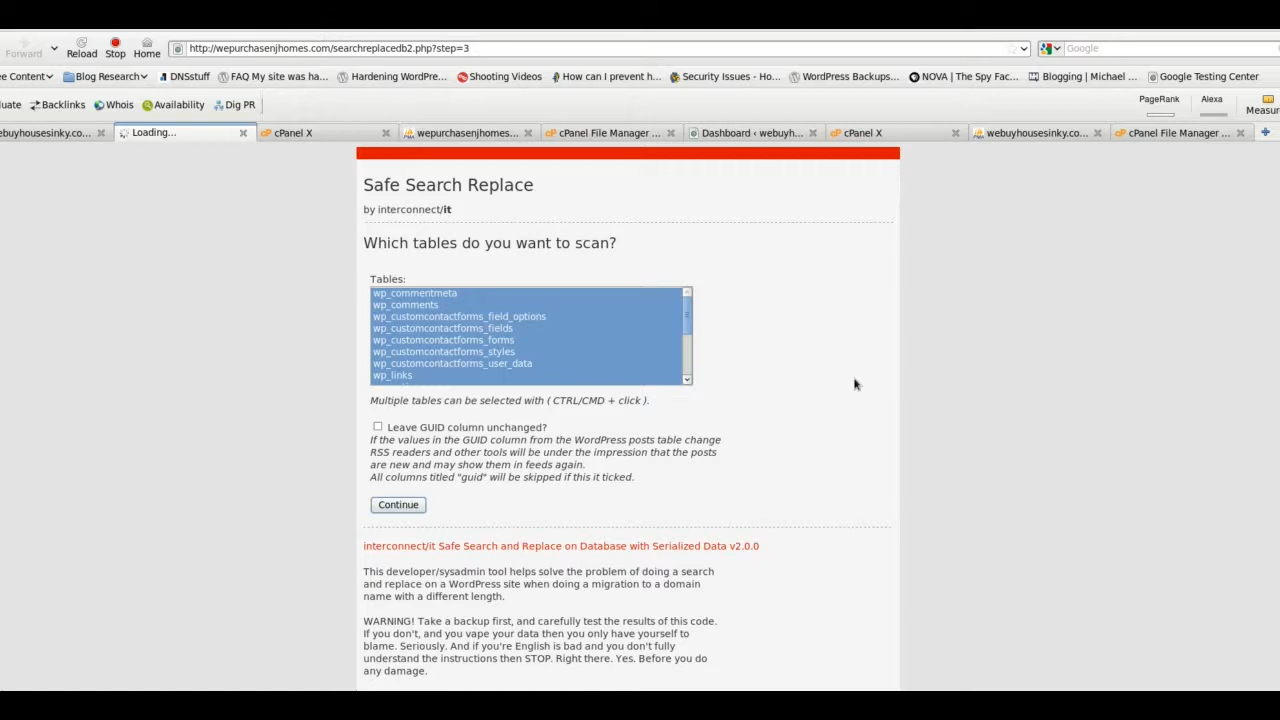 Forward Reload Stop Home http://wepurchasenjhomes.com/searchreplacedb2.php?step=3 Google
ee Content Blog Research DNSstuff FAQ My site was ha... Hardening WordPre... Shooting Videos How can I prevent h... Security Issues - Ho... WordPress Backups... NOVA | The Spy Fac... Blogging | Michael ... Google Testing Center
uate Backlinks Whois Availability Dig PR PageRank Alexa Measur
ebuyhousesinky.co... Loading... cPanel X wepurchasenjhomes... cPanel File Manager ... Dashboard ‹ webuyh... cPanel X webuyhousesinky.co... cPanel File Manager ...
Safe Search Replace
by interconnect/it
Which tables do you want to scan?
Tables:
wp_commentmeta
wp_comments
wp_customcontactforms_field_options
wp_customcontactforms_fields
wp_customcontactforms_forms
wp_customcontactforms_styles
wp_customcontactforms_user_data
wp_links
Multiple tables can be selected with ( CTRL/CMD + click ).
Leave GUID column unchanged?
If the values in the GUID column from the WordPress posts table change
RSS readers and other tools will be under the impression that the posts
are new and may show them in feeds again.
All columns titled "guid" will be skipped if this it ticked.
Continue
interconnect/it Safe Search and Replace on Database with Serialized Data v2.0.0
This developer/sysadmin tool helps solve the problem of doing a search
and replace on a WordPress site when doing a migration to a domain
name with a different length.
WARNING! Take a backup first, and carefully test the results of this code.
If you don't, and you vape your data then you only have yourself to
blame. Seriously. And if you're English is bad and you don't fully
understand the instructions then STOP. Right there. Yes. Before you do
any damage.